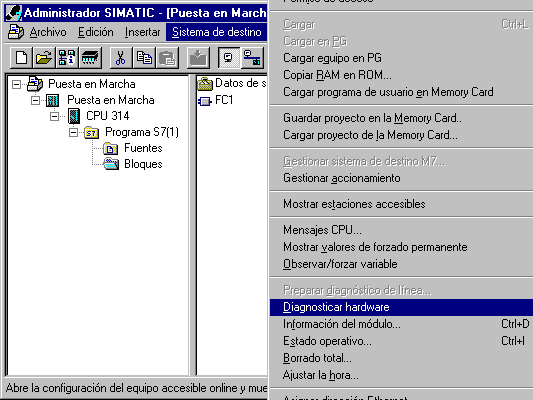 Administrador SIMATIC - [Puesta en March
Archivo Edición Insertar Sistema de destino
Puesta en Marcha
Puesta en Marcha
CPU 314
Programa S7(1)
Fuentes
Bloques
Datos de s
FC1
Abre la configuración del equipo accesible online y mue
Cargar Ctrl+L
Cargar en PG
Cargar equipo en PG
Copiar RAM en ROM...
Cargar programa de usuario en Memory Card
Guardar proyecto en la Memory Card..
Cargar proyecto de la Memory Card...
Gestionar sistema de destino M7...
Gestionar accionamiento
Mostrar estaciones accesibles
Mensajes CPU...
Mostrar valores de forzado permanente
Observar/forzar variable
Preparar diagnóstico de línea...
Diagnosticar hardware
Información del módulo... Ctrl+D
Estado operativo... Ctrl+I
Borrado total...
Ajustar la hora...